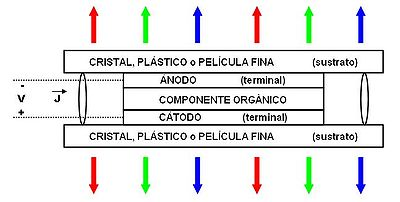 CRISTAL, PLÁSTICO o PELÍCULA FINA (sustrato)
- ÁNODO (terminal)
V J COMPONENTE ORGÁNICO
+ CÁTODO (terminal)
CRISTAL, PLÁSTICO o PELÍCULA FINA (sustrato)